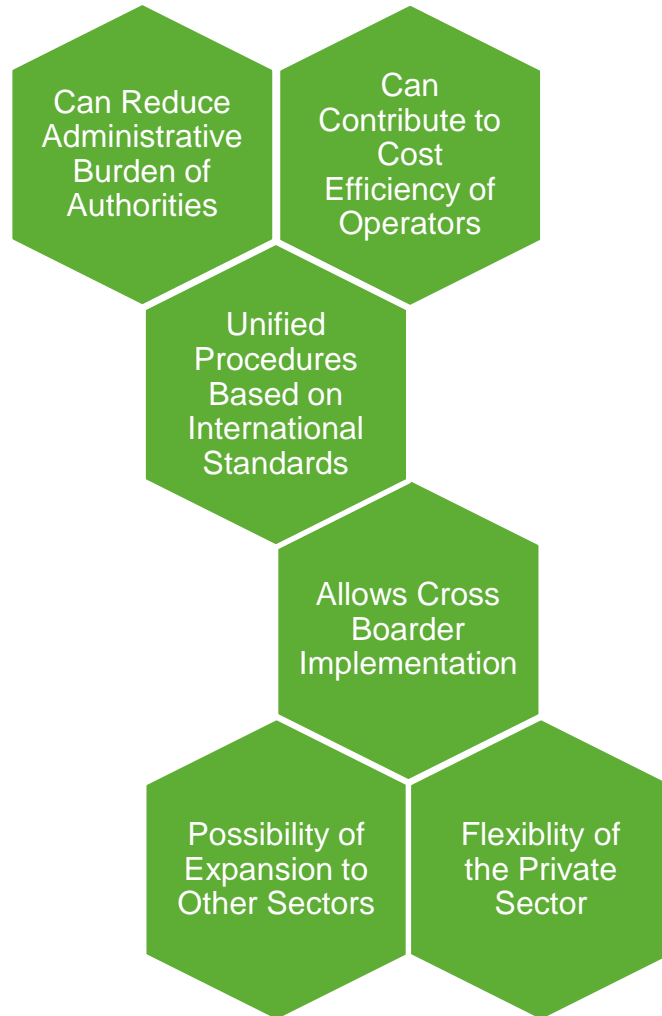 Can Reduce
Administrative
Burden of
Authorities
Can
Contribute to
Cost
Efficiency of
Operators
Unified
Procedures
Based on
International
Standards
Allows Cross
Boarder
Implementation
Possibility of
Expansion to
Other Sectors
Flexiblity of
the Private
Sector